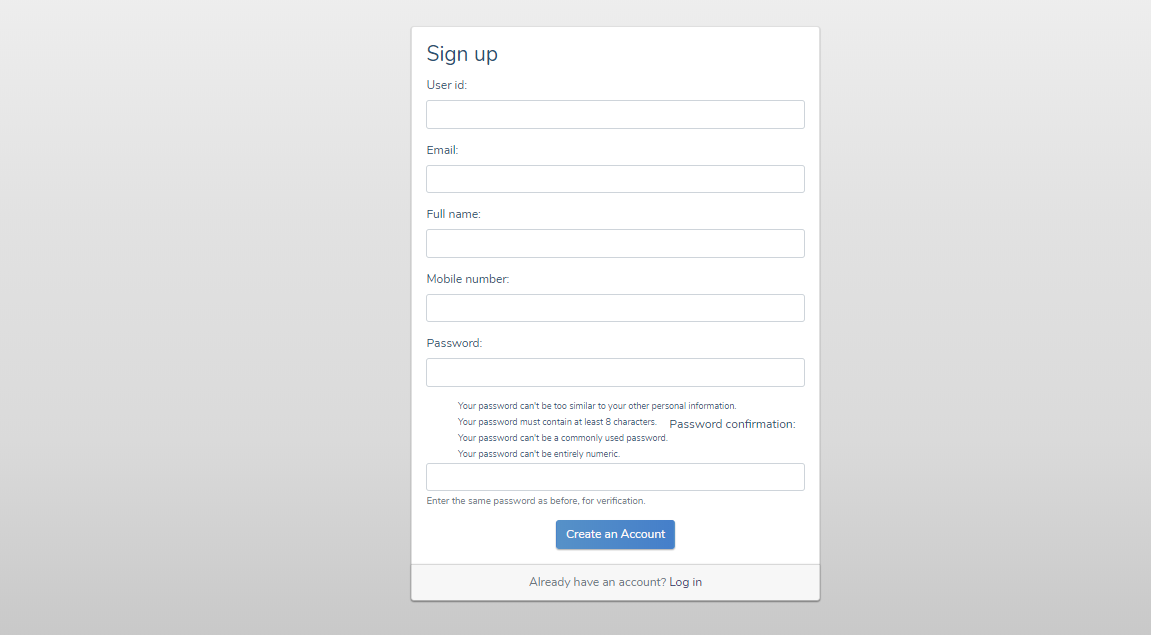 Sign up
User id:
Email:
Full name:
Mobile number:
Password:
Your password can't be too similar to your other personal information.
Your password must contain at least 8 characters.
Your password can't be a commonly used password.
Your password can't be entirely numeric.
Password confirmation:
Enter the same password as before, for verification.
Create an Account
Already have an account? Log in